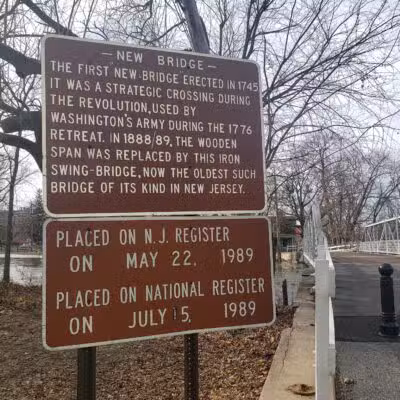 — NEW BRIDGE —
THE FIRST NEW BRIDGE ERECTED IN 1745
IT WAS A STRATEGIC CROSSING DURING
THE REVOLUTION, USED BY
WASHINGTON'S ARMY DURING THE 1776
RETREAT. IN 1888/89, THE WOODEN
SPAN WAS REPLACED BY THIS IRON
SWING-BRIDGE, NOW THE OLDEST SUCH
BRIDGE OF ITS KIND IN NEW JERSEY.
PLACED ON N.J. REGISTER
ON MAY 22, 1989
PLACED ON NATIONAL REGISTER
ON JULY 5, 1989